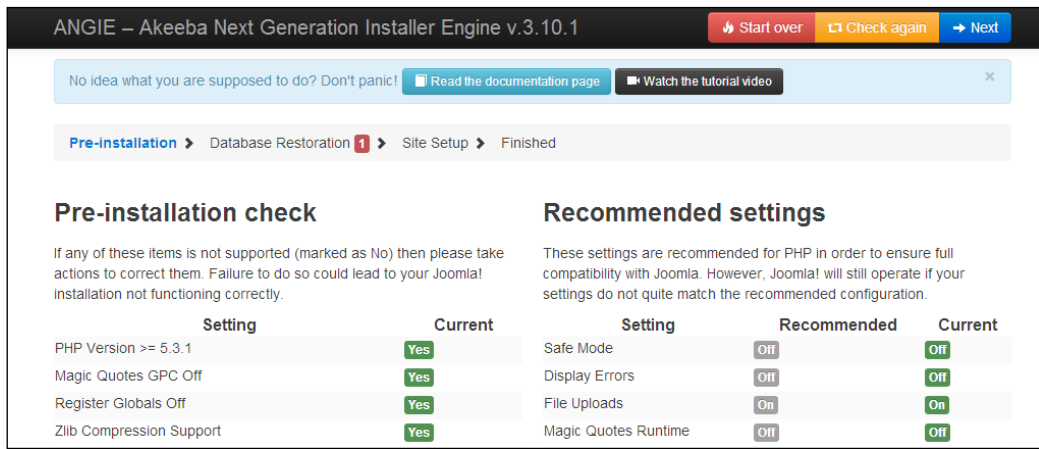 ANGIE – Akeeba Next Generation Installer Engine v.3.10.1
Start over
Check again
Next
No idea what you are supposed to do? Don't panic! Read the documentation page Watch the tutorial video ×
Pre-installation Database Restoration 1 Site Setup Finished
Pre-installation check
If any of these items is not supported (marked as No) then please take
actions to correct them. Failure to do so could lead to your Joomla!
installation not functioning correctly.
Setting Current
PHP Version >= 5.3.1 Yes
Magic Quotes GPC Off Yes
Register Globals Off Yes
Zlib Compression Support Yes
Recommended settings
These settings are recommended for PHP in order to ensure full
compatibility with Joomla. However, Joomla! will still operate if your
settings do not quite match the recommended configuration.
Setting Recommended Current
Safe Mode Off Off
Display Errors Off Off
File Uploads On On
Magic Quotes Runtime Off Off